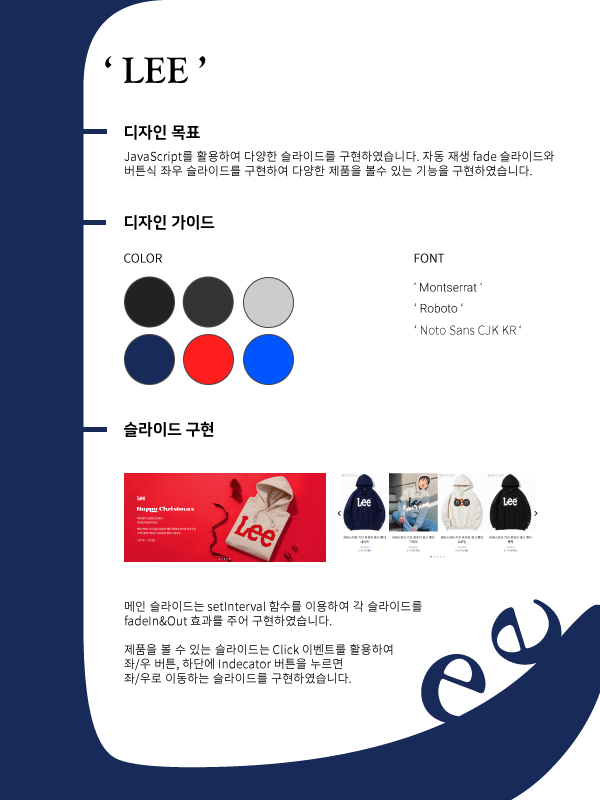 ‘ LEE ’
디자인 목표
JavaScript를 활용하여 다양한 슬라이드를 구현하였습니다. 자동 재생 fade 슬라이드와
버튼식 좌우 슬라이드를 구현하여 다양한 제품을 볼수 있는 기능을 구현하였습니다.
디자인 가이드
COLOR
FONT
‘ Montserrat ’
‘ Roboto ‘
‘ Noto Sans CJK KR ‘
슬라이드 구현
Lee
Happy Christmas
Lee
Lee
Lee
Lee
메인 슬라이드는 setInterval 함수를 이용하여 각 슬라이드를
fadeIn&Out 효과를 주어 구현하였습니다.
제품을 볼 수 있는 슬라이드는 Click 이벤트를 활용하여
좌/우 버튼, 하단에 Indecator 버튼을 누르면
좌/우로 이동하는 슬라이드를 구현하였습니다.
ee